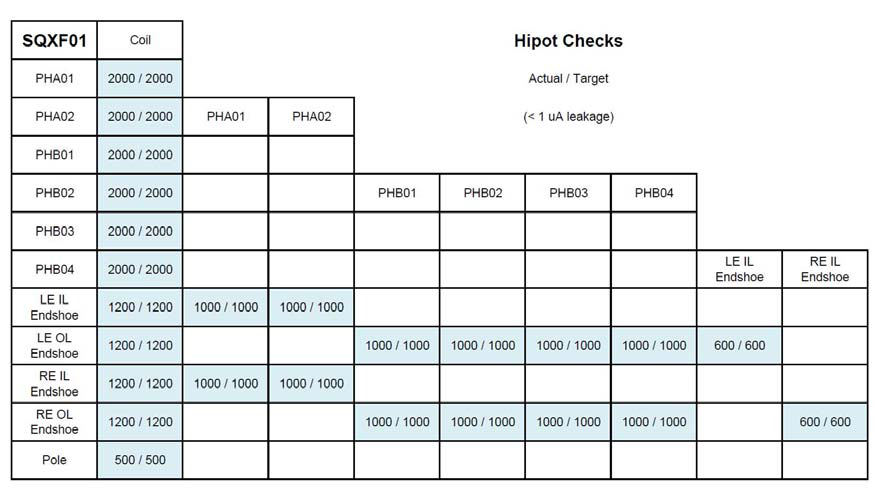 SQXF01 Coil Hipot Checks
PHA01 2000 / 2000 Actual / Target
PHA02 2000 / 2000 PHA01 PHA02 (< 1 uA leakage)
PHB01 2000 / 2000
PHB02 2000 / 2000 PHB01 PHB02 PHB03 PHB04
PHB03 2000 / 2000
PHB04 2000 / 2000 LE IL Endshoe RE IL Endshoe
LE IL Endshoe 1200 / 1200 1000 / 1000 1000 / 1000
LE OL Endshoe 1200 / 1200 1000 / 1000 1000 / 1000 1000 / 1000 1000 / 1000 600 / 600
RE IL Endshoe 1200 / 1200 1000 / 1000 1000 / 1000
RE OL Endshoe 1200 / 1200 1000 / 1000 1000 / 1000 1000 / 1000 1000 / 1000 600 / 600
Pole 500 / 500